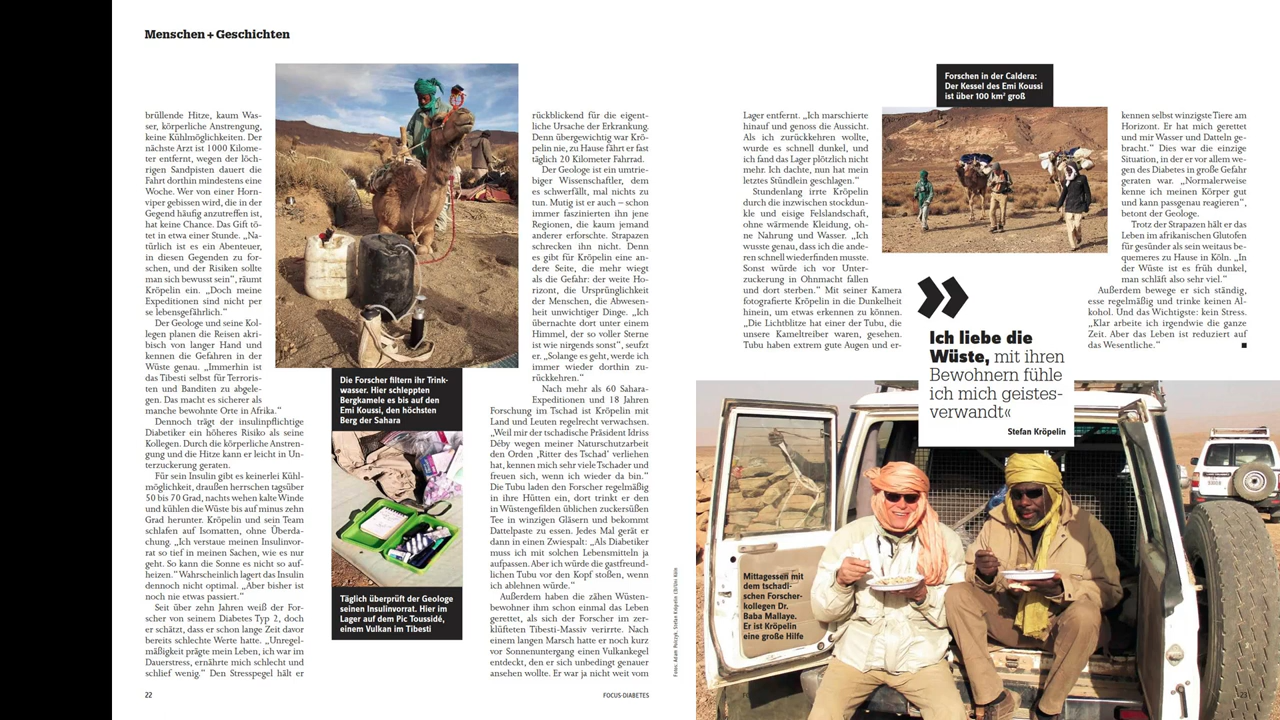 Menschen + Geschichten
brüllende Hitze, kaum Was-
ser, körperliche Anstrengung,
keine Kühlmöglichkeiten. Der
nächste Arzt ist 1000 Kilome-
ter entfernt, wegen der löch-
rigen Sandpisten dauert die
Fahrt dorthin mindestens eine
Woche. Wer von einer Horn-
viper gebissen wird, die in der
Gegend häufig anzutreffen ist,
hat keine Chance. Das Gift tö-
tet in etwa einer Stunde. „Na-
türlich ist es ein Abenteuer,
in diesen Gegenden zu for-
schen, und der Risiken sollte
man sich bewusst sein“, räumt
Kröpelin ein. „Doch meine
Expeditionen sind nicht per
se lebensgefährlich.“
Der Geologe und seine Kol-
legen planen die Reisen akri-
bisch von langer Hand und
kennen die Gefahren in der
Wüste genau. „Immerhin ist
das Tibesti selbst für Terroris-
ten und Banditen zu abgele-
gen. Das macht es sicherer als
manche bewohnte Orte in Afrika.“
Dennoch trägt der insulinpflichtige
Diabetiker ein höheres Risiko als seine
Kollegen. Durch die körperliche Anstren-
gung und die Hitze kann er leicht in Un-
terzuckerung geraten.
Für sein Insulin gibt es keinerlei Kühl-
möglichkeit, draußen herrschen tagsüber
50 bis 70 Grad, nachts wehen kalte Winde
und kühlen die Wüste bis auf minus zehn
Grad herunter. Kröpelin und sein Team
schlafen auf Isomatten, ohne Überda-
chung. „Ich verstaue meinen Insulinvor-
rat so tief in meinen Sachen, wie es nur
geht. So kann die Sonne es nicht so auf-
heizen.“ Wahrscheinlich lagert das Insulin
dennoch nicht optimal. „Aber bisher ist
noch nie etwas passiert.“
Seit über zehn Jahren weiß der For-
scher von seinem Diabetes Typ 2, doch
er schätzt, dass er schon lange Zeit davor
bereits schlechte Werte hatte. „Unregel-
mäßigkeit prägte mein Leben, ich war im
Dauerstress, ernährte mich schlecht und
schlief wenig.“ Den Stresspegel hält er
Die Forscher filtern ihr Trink-
wasser. Hier schleppten
Bergkamele es bis auf den
Emi Koussi, den höchsten
Berg der Sahara
Täglich überprüft der Geologe
seinen Insulinvorrat. Hier im
Lager auf dem Pic Toussidé,
einem Vulkan im Tibesti
rückblickend für die eigent-
liche Ursache der Erkrankung.
Denn übergewichtig war Krö-
pelin nie, zu Hause fährt er fast
täglich 20 Kilometer Fahrrad.
Der Geologe ist ein umtrie-
biger Wissenschaftler, dem
es schwerfällt, mal nichts zu
tun. Mutig ist er auch – schon
immer faszinierten ihn jene
Regionen, die kaum jemand
anderer erforschte. Strapazen
schrecken ihn nicht. Denn
es gibt für Kröpelin eine an-
dere Seite, die mehr wiegt
als die Gefahr: der weite Ho-
rizont, die Ursprünglichkeit
der Menschen, die Abwesen-
heit unwichtiger Dinge. „Ich
übernachte dort unter einem
Himmel, der so voller Sterne
ist wie nirgends sonst“, seufzt
er. „Solange es geht, werde ich
immer wieder dorthin zu-
rückkehren.“
Nach mehr als 60 Sahara-
Expeditionen und 18 Jahren
Forschung im Tschad ist Kröpelin mit
Land und Leuten regelrecht verwachsen.
„Weil mir der tschadische Präsident Idriss
Déby wegen meiner Naturschutzarbeit
den Orden ‚Ritter des Tschad‘ verliehen
hat, kennen mich sehr viele Tschader und
freuen sich, wenn ich wieder da bin.“
Die Tubu laden den Forscher regelmäßig
in ihre Hütten ein, dort trinkt er den
in Wüstengefilden üblichen zuckersüßen
Tee in winzigen Gläsern und bekommt
Dattelpaste zu essen. Jedes Mal gerät er
dann in einen Zwiespalt: „Als Diabetiker
muss ich mit solchen Lebensmitteln ja
aufpassen. Aber ich würde die gastfreund-
lichen Tubu vor den Kopf stoßen, wenn
ich ablehnen würde.“
Außerdem haben die zähen Wüsten-
bewohner ihm schon einmal das Leben
gerettet, als sich der Forscher im zer-
klüfteten Tibesti-Massiv verirrte. Nach
einem langen Marsch hatte er noch kurz
vor Sonnenuntergang einen Vulkankegel
entdeckt, den er sich unbedingt genauer
ansehen wollte. Er war ja nicht weit vom
22
FOCUS-DIABETES
Fotos: Adam Polczyk, Stefan Kröpelin (3)/Uni Köln
Lager entfernt. „Ich marschierte
hinauf und genoss die Aussicht.
Als ich zurückkehren wollte,
wurde es schnell dunkel, und
ich fand das Lager plötzlich nicht
mehr. Ich dachte, nun hat mein
letztes Stündlein geschlagen.“
Stundenlang irrte Kröpelin
durch die inzwischen stockdun-
kle und eisige Felslandschaft,
ohne wärmende Kleidung, oh-
ne Nahrung und Wasser. „Ich
wusste genau, dass ich die ande-
ren schnell wiederfinden musste.
Sonst würde ich vor Unter-
zuckerung in Ohnmacht fallen
und dort sterben.“ Mit seiner Kamera
fotografierte Kröpelin in die Dunkelheit
hinein, um etwas erkennen zu können.
„Die Lichtblitze hat einer der Tubu, die
unsere Kameltreiber waren, gesehen.
Tubu haben extrem gute Augen und er-
Forschen in der Caldera:
Der Kessel des Emi Koussi
ist über 100 km² groß
kennen selbst winzigste Tiere am
Horizont. Er hat mich gerettet
und mir Wasser und Datteln ge-
bracht.“ Dies war die einzige
Situation, in der er vor allem we-
gen des Diabetes in große Gefahr
geraten war. „Normalerweise
kenne ich meinen Körper gut
und kann passgenau reagieren“,
betont der Geologe.
Trotz der Strapazen hält er das
Leben im afrikanischen Glutofen
für gesünder als sein weitaus be-
quemeres zu Hause in Köln. „In
der Wüste ist es früh dunkel,
man schläft also sehr viel.“
Außerdem bewege er sich ständig,
esse regelmäßig und trinke keinen Al-
kohol. Und das Wichtigste: kein Stress.
„Klar arbeite ich irgendwie die ganze
Zeit. Aber das Leben ist reduziert auf
das Wesentliche.“ ■
»
Ich liebe die
Wüste, mit ihren
Bewohnern fühle
ich mich geistes-
verwandt«
Stefan Kröpelin
Mittagessen mit
dem tschadi-
schen Forscher-
kollegen Dr.
Baba Mallaye.
Er ist Kröpelin
eine große Hilfe